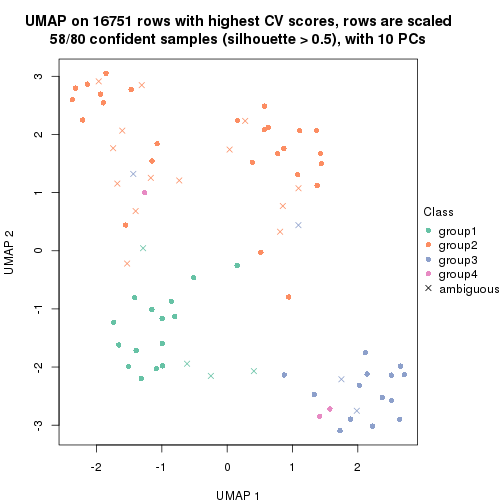 UMAP on 16751 rows with highest CV scores, rows are scaled
58/80 confident samples (silhouette > 0.5), with 10 PCs
3
2
1
0
-1
-2
-3
UMAP 2
-2
-1
0
1
2
UMAP 1
Class
group1
group2
group3
group4
ambiguous